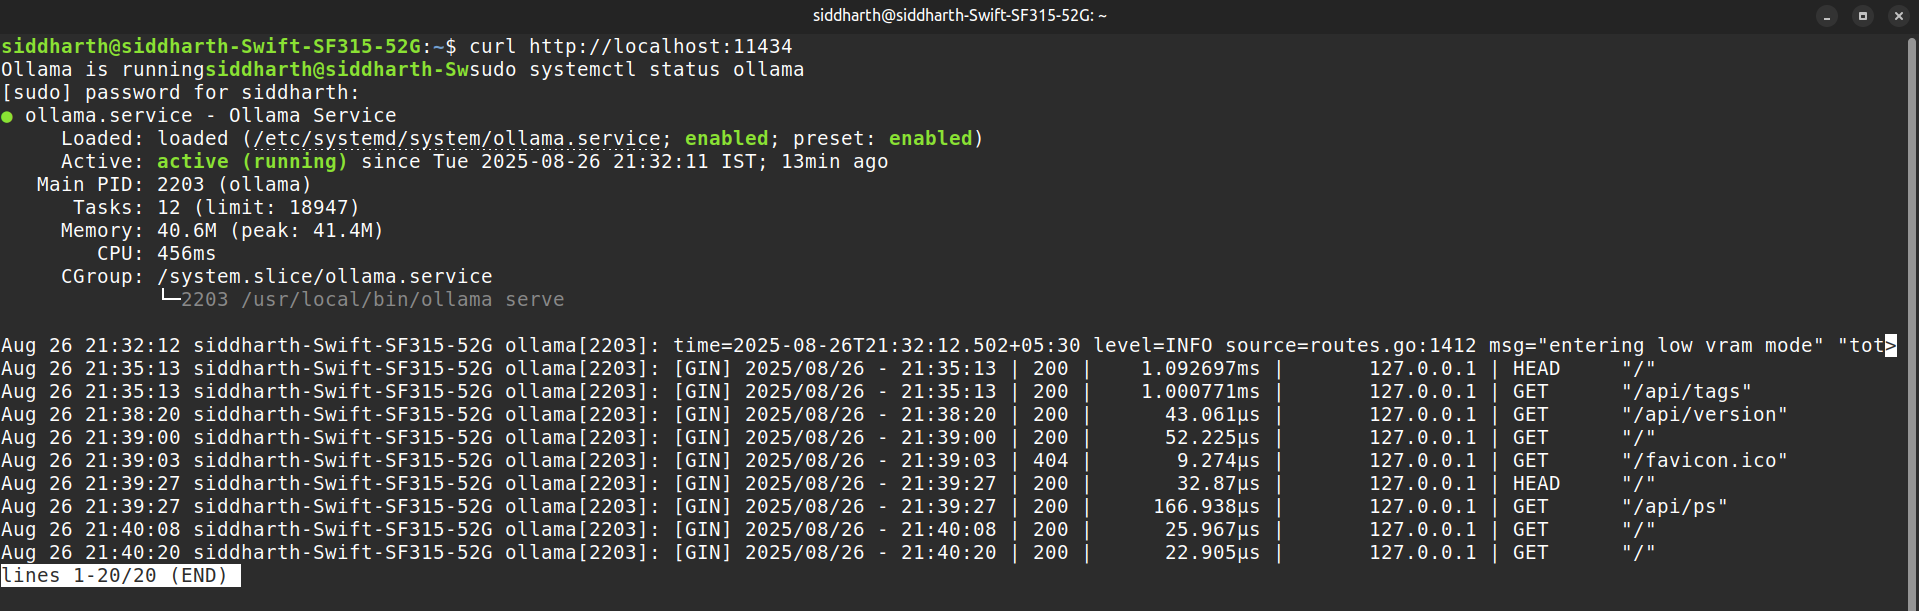 siddharth@siddharth-Swift-SF315-52G: ~
siddharth@siddharth-Swift-SF315-52G:~$ curl http://localhost:11434
Ollama is runningsiddharth@siddharth-Swsudo systemctl status ollama
[sudo] password for siddharth:
● ollama.service - Ollama Service
     Loaded: loaded (/etc/systemd/system/ollama.service; enabled; preset: enabled)
     Active: active (running) since Tue 2025-08-26 21:32:11 IST; 13min ago
   Main PID: 2203 (ollama)
      Tasks: 12 (limit: 18947)
     Memory: 40.6M (peak: 41.4M)
        CPU: 456ms
     CGroup: /system.slice/ollama.service
             └─2203 /usr/local/bin/ollama serve

Aug 26 21:32:12 siddharth-Swift-SF315-52G ollama[2203]: time=2025-08-26T21:32:12.502+05:30 level=INFO source=routes.go:1412 msg="entering low vram mode" "tot>
Aug 26 21:35:13 siddharth-Swift-SF315-52G ollama[2203]: [GIN] 2025/08/26 - 21:35:13 | 200 |    1.092697ms |       127.0.0.1 | HEAD     "/"
Aug 26 21:35:13 siddharth-Swift-SF315-52G ollama[2203]: [GIN] 2025/08/26 - 21:35:13 | 200 |    1.000771ms |       127.0.0.1 | GET      "/api/tags"
Aug 26 21:38:20 siddharth-Swift-SF315-52G ollama[2203]: [GIN] 2025/08/26 - 21:38:20 | 200 |      43.061µs |       127.0.0.1 | GET      "/api/version"
Aug 26 21:39:00 siddharth-Swift-SF315-52G ollama[2203]: [GIN] 2025/08/26 - 21:39:00 | 200 |      52.225µs |       127.0.0.1 | GET      "/"
Aug 26 21:39:03 siddharth-Swift-SF315-52G ollama[2203]: [GIN] 2025/08/26 - 21:39:03 | 404 |       9.274µs |       127.0.0.1 | GET      "/favicon.ico"
Aug 26 21:39:27 siddharth-Swift-SF315-52G ollama[2203]: [GIN] 2025/08/26 - 21:39:27 | 200 |       32.87µs |       127.0.0.1 | HEAD     "/"
Aug 26 21:39:27 siddharth-Swift-SF315-52G ollama[2203]: [GIN] 2025/08/26 - 21:39:27 | 200 |     166.938µs |       127.0.0.1 | GET      "/api/ps"
Aug 26 21:40:08 siddharth-Swift-SF315-52G ollama[2203]: [GIN] 2025/08/26 - 21:40:08 | 200 |      25.967µs |       127.0.0.1 | GET      "/"
Aug 26 21:40:20 siddharth-Swift-SF315-52G ollama[2203]: [GIN] 2025/08/26 - 21:40:20 | 200 |      22.905µs |       127.0.0.1 | GET      "/"
lines 1-20/20 (END)